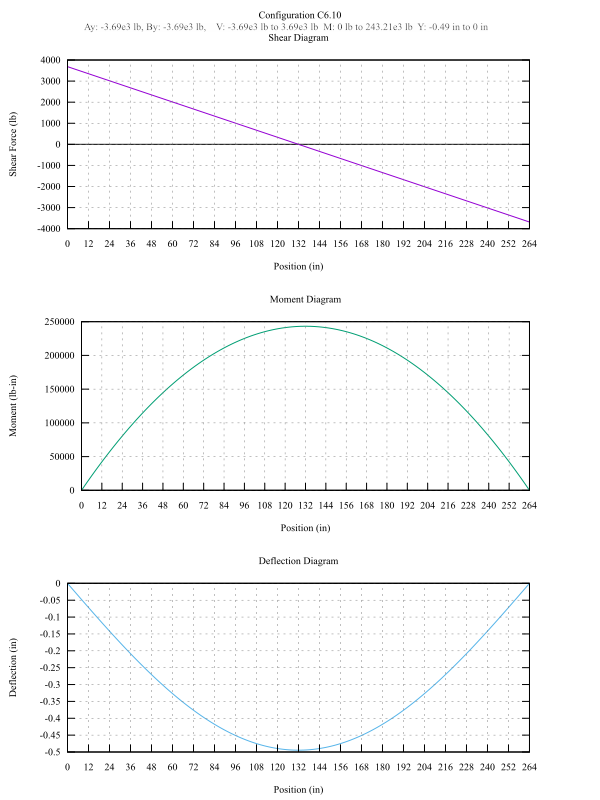 Configuration C6.10
Ay: -3.69e3 lb, By: -3.69e3 lb,    V: -3.69e3 lb to 3.69e3 lb  M: 0 lb to 243.21e3 lb  Y: -0.49 in to 0 in
Shear Diagram
4000
3000
2000
1000
0
-1000
-2000
-3000
-4000
Shear Force (lb)
0 12 24 36 48 60 72 84 96 108 120 132 144 156 168 180 192 204 216 228 240 252 264
Position (in)
Moment Diagram
250000
200000
150000
100000
50000
0
Moment (lb-in)
0 12 24 36 48 60 72 84 96 108 120 132 144 156 168 180 192 204 216 228 240 252 264
Position (in)
Deflection Diagram
0
-0.05
-0.1
-0.15
-0.2
-0.25
-0.3
-0.35
-0.4
-0.45
-0.5
Deflection (in)
0 12 24 36 48 60 72 84 96 108 120 132 144 156 168 180 192 204 216 228 240 252 264
Position (in)